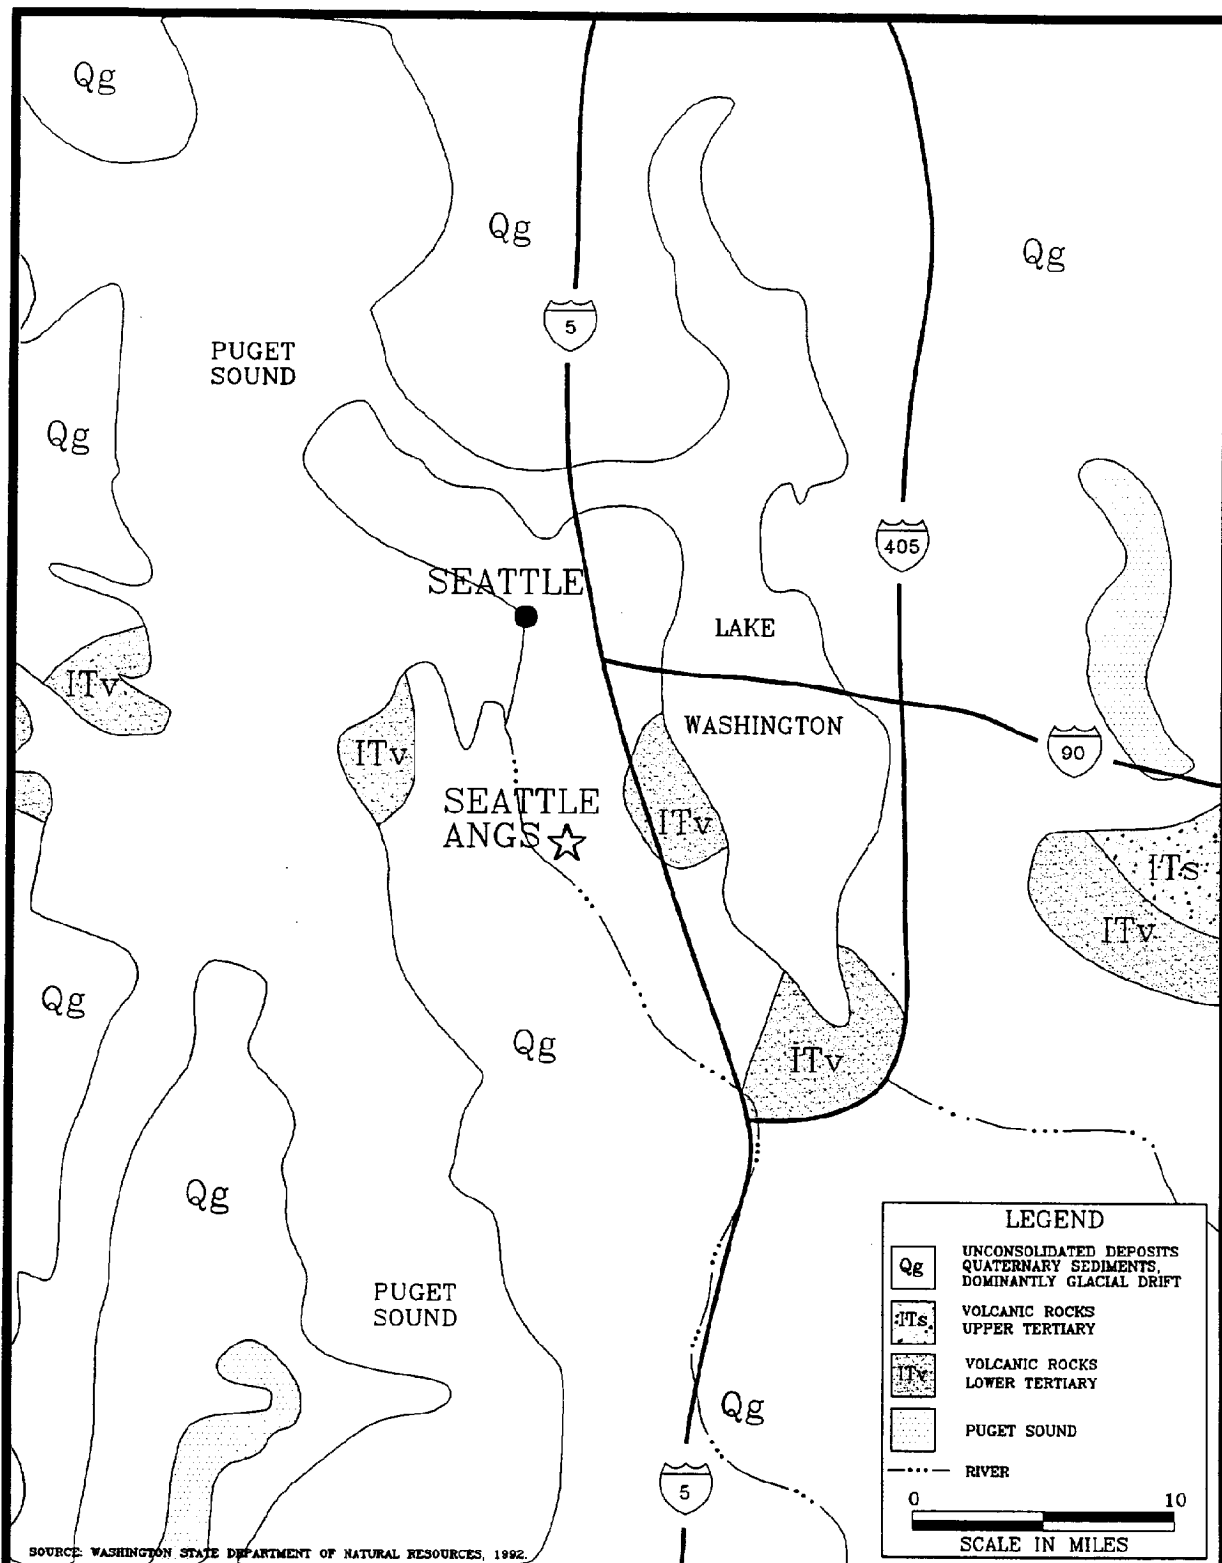 Qg
Qg
Qg
5
PUGET
SOUND
Qg
405
SEATTLE
LAKE
ITv
WASHINGTON
ITv
90
SEATTLE
ANGS
ITv
ITs
ITv
Qg
Qg
ITv
Qg
PUGET
SOUND
Qg
5
LEGEND
Qg
UNCONSOLIDATED DEPOSITS
QUATERNARY SEDIMENTS,
DOMINANTLY GLACIAL DRIFT
ITs
VOLCANIC ROCKS
UPPER TERTIARY
ITv
VOLCANIC ROCKS
LOWER TERTIARY
PUGET SOUND
RIVER
0 10
SCALE IN MILES
SOURCE: WASHINGTON STATE DEPARTMENT OF NATURAL RESOURCES, 1992.